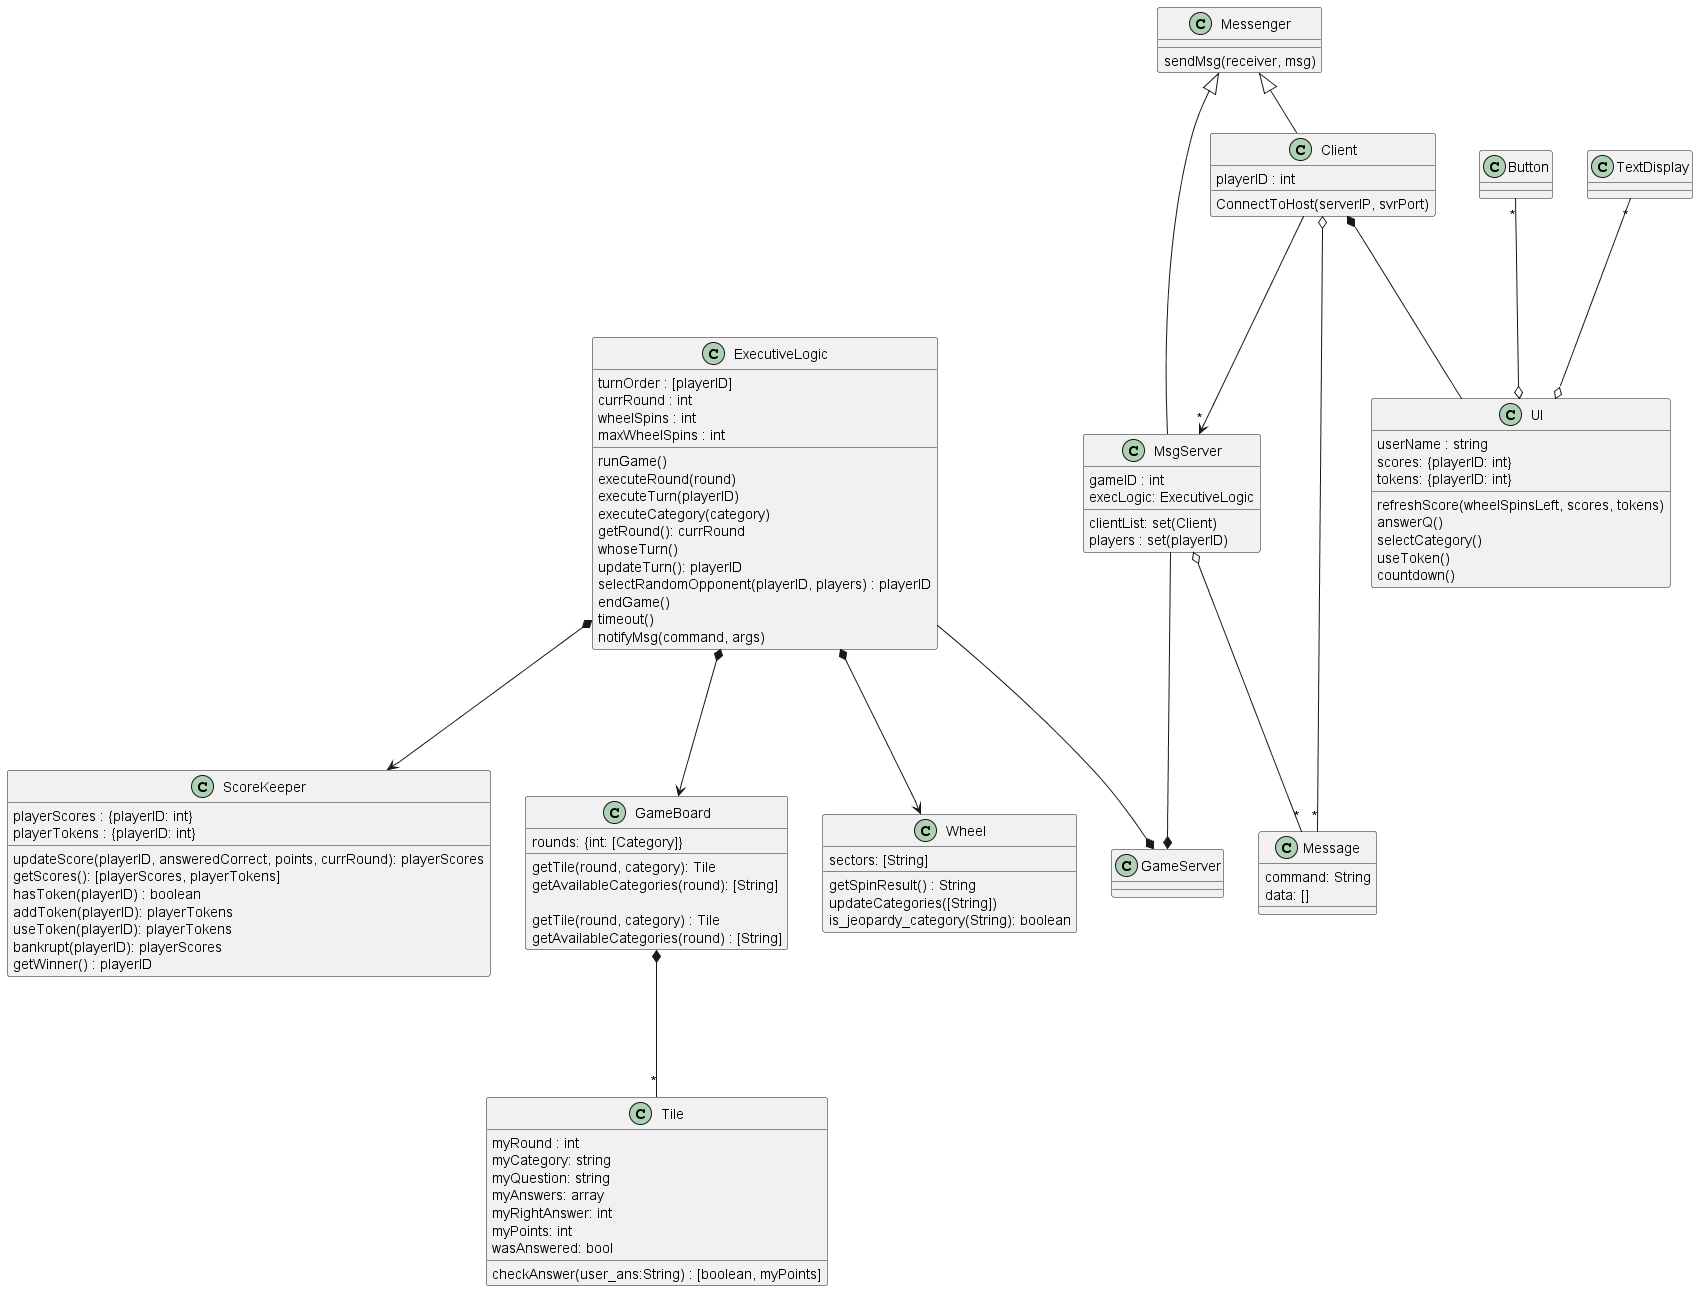 C Messenger
sendMsg(receiver, msg)
C Client
playerID : int
ConnectToHost(serverIP, svrPort)
C Button
C TextDisplay
*
*
C ExecutiveLogic
turnOrder : [playerID]
currRound : int
wheelSpins : int
maxWheelSpins : int
runGame()
executeRound(round)
executeTurn(playerID)
executeCategory(category)
getRound(): currRound
whoseTurn()
updateTurn(): playerID
selectRandomOpponent(playerID, players) : playerID
endGame()
timeout()
notifyMsg(command, args)
*
C MsgServer
gameID : int
execLogic: ExecutiveLogic
clientList: set(Client)
players : set(playerID)
C UI
userName : string
scores: {playerID: int}
tokens: {playerID: int}
refreshScore(wheelSpinsLeft, scores, tokens)
answerQ()
selectCategory()
useToken()
countdown()
C ScoreKeeper
playerScores : {playerID: int}
playerTokens : {playerID: int}
updateScore(playerID, answeredCorrect, points, currRound): playerScores
getScores(): [playerScores, playerTokens]
hasToken(playerID) : boolean
addToken(playerID): playerTokens
useToken(playerID): playerTokens
bankrupt(playerID): playerScores
getWinner() : playerID
C GameBoard
rounds: {int: [Category]}
getTile(round, category): Tile
getAvailableCategories(round): [String]
getTile(round, category) : Tile
getAvailableCategories(round) : [String]
C Wheel
sectors: [String]
getSpinResult() : String
updateCategories([String])
is_jeopardy_category(String): boolean
C GameServer
* *
C Message
command: String
data: []
*
C Tile
myRound : int
myCategory: string
myQuestion: string
myAnswers: array
myRightAnswer: int
myPoints: int
wasAnswered: bool
checkAnswer(user_ans:String) : [boolean, myPoints]